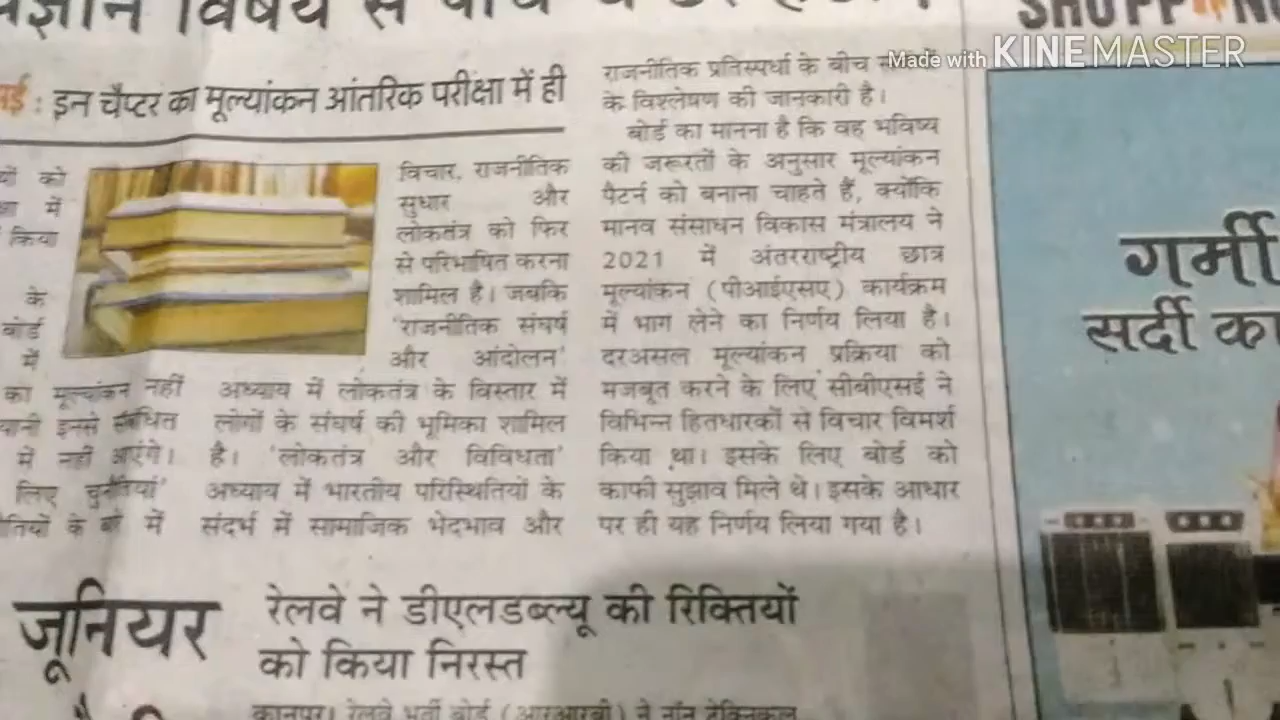 विषय से
SHOPPING
Made with KINEMASTER
: इन चैप्टर का मूल्यांकन आंतरिक परीक्षा में ही
को
में
किया
के
बोर्ड
में
का मूल्यांकन नहीं
यानी इनसे संबंधित
में नहीं आएंगे।
लिए चुनौतियां'
के बारे में
विचार, राजनीतिक
सुधार और
लोकतंत्र को फिर
से परिभाषित करना
शामिल है। जबकि
'राजनीतिक संघर्ष
और आंदोलन'
अध्याय में लोकतंत्र के विस्तार में
लोगों के संघर्ष की भूमिका शामिल
है। 'लोकतंत्र और विविधता'
अध्याय में भारतीय परिस्थितियों के
संदर्भ में सामाजिक भेदभाव और
राजनीतिक प्रतिस्पर्धा के बीच
के विश्लेषण की जानकारी है।
बोर्ड का मानना है कि वह भविष्य
की जरूरतों के अनुसार मूल्यांकन
पैटर्न को बनाना चाहते हैं, क्योंकि
मानव संसाधन विकास मंत्रालय ने
2021 में अंतरराष्ट्रीय छात्र
मूल्यांकन (पीआईएसए) कार्यक्रम
में भाग लेने का निर्णय लिया है।
दरअसल मूल्यांकन प्रक्रिया को
मजबूत करने के लिए सीबीएसई ने
विभिन्न हितधारकों से विचार विमर्श
किया था। इसके लिए बोर्ड को
काफी सुझाव मिले थे। इसके आधार
पर ही यह निर्णय लिया गया है।
गर्मी
सर्दी का
जूनियर
रेलवे ने डीएलडब्ल्यू की रिक्तियों
को किया निरस्त
कानपुर। रेलवे भर्ती बोर्ड (आरआरबी) ने नॉन टेक्निकल